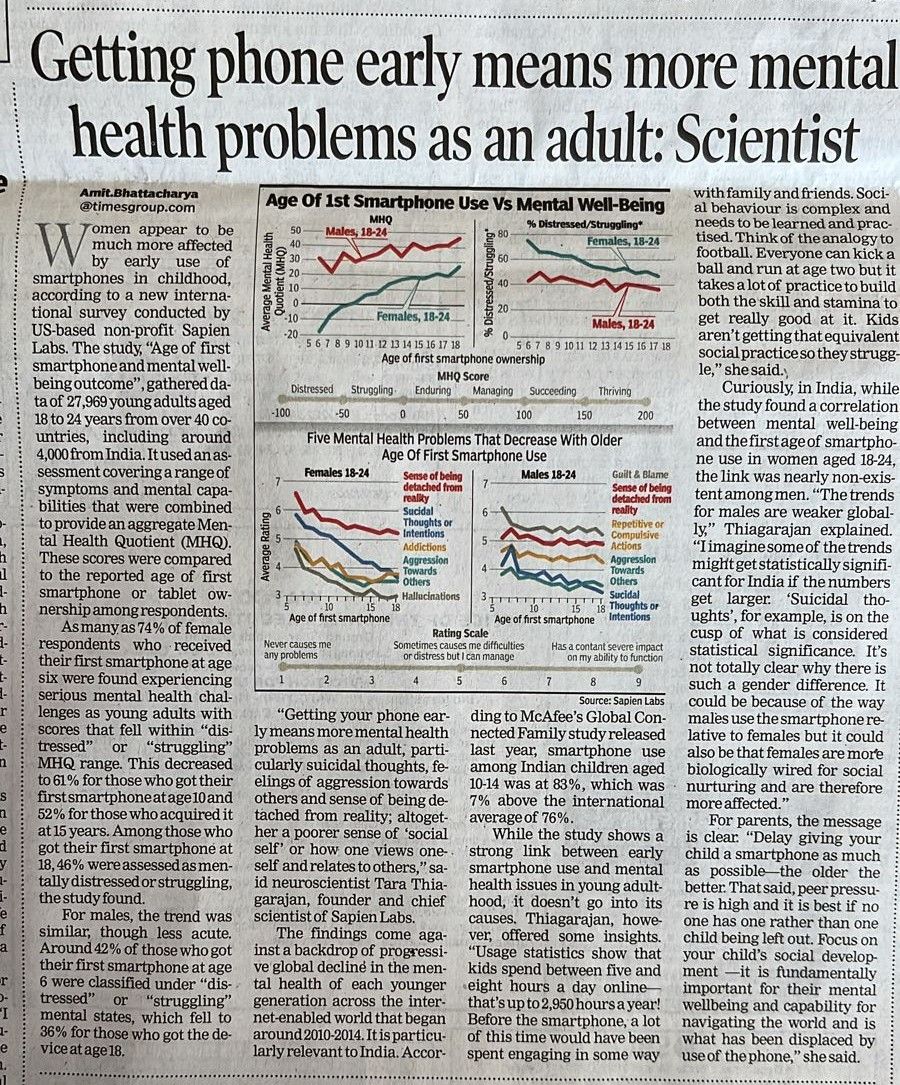 Getting phone early means more mental
health problems as an adult: Scientist
Amit.Bhattacharya
@timesgroup.com
Women appear to be
much more affected
by early use of
smartphones in childhood,
according to a new interna-
tional survey conducted by
US-based non-profit Sapien
Labs. The study, "Age of first
smartphone and mental well-
being outcome", gathered da-
ta of 27,969 young adults aged
18 to 24 years from over 40 co-
untries, including around
4,000 from India. It used an as-
sessment covering a range of
symptoms and mental capa-
bilities that were combined
to provide an aggregate Men-
tal Health Quotient (MHQ).
These scores were compared
to the reported age of first
smartphone or tablet ow-
nership among respondents.
As many as 74% of female
respondents who received
their first smartphone at age
six were found experiencing
serious mental health chal-
lenges as young adults with
scores that fell within "dis-
tressed" or "struggling"
MHQ range. This decreased
to 61% for those who got their
first smartphone at age 10 and
52% for those who acquired it
at 15 years. Among those who
got their first smartphone at
18, 46% were assessed as men-
tally distressed or struggling,
the study found.
For males, the trend was
similar, though less acute.
Around 42% of those who got
their first smartphone at age
6 were classified under "dis-
tressed" or "struggling"
mental states, which fell to
36% for those who got the de-
vice at age 18.
Age Of 1st Smartphone Use Vs Mental Well-Being
MHQ
Average Mental Health
Quotient (MHQ)
50
40
30
20
10
0
-10
-20
Males, 18-24
Females, 18-24
5 6 7 8 9 10 11 12 13 14 15 16 17 18
% Distressed/Struggling*
% Distressed/Struggling*
80
60
40
20
0
Females, 18-24
Males, 18-24
5 6 7 8 9 10 11 12 13 14 15 16 17 18
Age of first smartphone ownership
MHQ Score
Distressed Struggling Enduring Managing Succeeding Thriving
-100 -50 0 50 100 150 200
Five Mental Health Problems That Decrease With Older
Age Of First Smartphone Use
Females 18-24
Average Rating
7
6
5
4
3
5 10 15 18
Age of first smartphone
Sense of being
detached from
reality
Sucidal
Thoughts or
Intentions
Addictions
Aggression
Towards
Others
Hallucinations
Males 18-24
7
6
5
4
3
5 10 15 18
Age of first smartphone
Guilt & Blame
Sense of being
detached from
reality
Repetitive or
Compulsive
Actions
Aggression
Towards
Others
Sucidal
Thoughts or
Intentions
Rating Scale
Never causes me
any problems
Sometimes causes me difficulties
or distress but I can manage
Has a contant severe impact
on my ability to function
1 2 3 4 5 6 7 8 9
Source: Sapien Labs
"Getting your phone ear-
ly means more mental health
problems as an adult, parti-
cularly suicidal thoughts, fe-
elings of aggression towards
others and sense of being de-
tached from reality; altoget-
her a poorer sense of 'social
self' or how one views one-
self and relates to others," sa-
id neuroscientist Tara Thia-
garajan, founder and chief
scientist of Sapien Labs.
The findings come aga-
inst a backdrop of progressi-
ve global decline in the men-
tal health of each younger
generation across the inter-
net-enabled world that began
around 2010-2014. It is particu-
larly relevant to India. Accor-
ding to McAfee's Global Con-
nected Family study released
last year, smartphone use
among Indian children aged
10-14 was at 83%, which was
7% above the international
average of 76%.
While the study shows a
strong link between early
smartphone use and mental
health issues in young adult-
hood, it doesn't go into its
causes. Thiagarajan, howe-
ver, offered some insights.
"Usage statistics show that
kids spend between five and
eight hours a day online—
that's up to 2,950 hours a year!
Before the smartphone, a lot
of this time would have been
spent engaging in some way
with family and friends. Soci-
al behaviour is complex and
needs to be learned and prac-
tised. Think of the analogy to
football. Everyone can kick a
ball and run at age two but it
takes a lot of practice to build
both the skill and stamina to
get really good at it. Kids
aren't getting that equivalent
social practice so they strugg-
le," she said.
Curiously, in India, while
the study found a correlation
between mental well-being
and the first age of smartpho-
ne use in women aged 18-24,
the link was nearly non-exis-
tent among men. "The trends
for males are weaker global-
ly," Thiagarajan explained.
"I imagine some of the trends
might get statistically signifi-
cant for India if the numbers
get larger. 'Suicidal tho-
ughts', for example, is on the
cusp of what is considered
statistical significance. It's
not totally clear why there is
such a gender difference. It
could be because of the way
males use the smartphone re-
lative to females but it could
also be that females are more
biologically wired for social
nurturing and are therefore
more affected."
For parents, the message
is clear. "Delay giving your
child a smartphone as much
as possible—the older the
better. That said, peer pressu-
re is high and it is best if no
one has one rather than one
child being left out. Focus on
your child's social develop-
ment —it is fundamentally
important for their mental
wellbeing and capability for
navigating the world and is
what has been displaced by
use of the phone," she said.